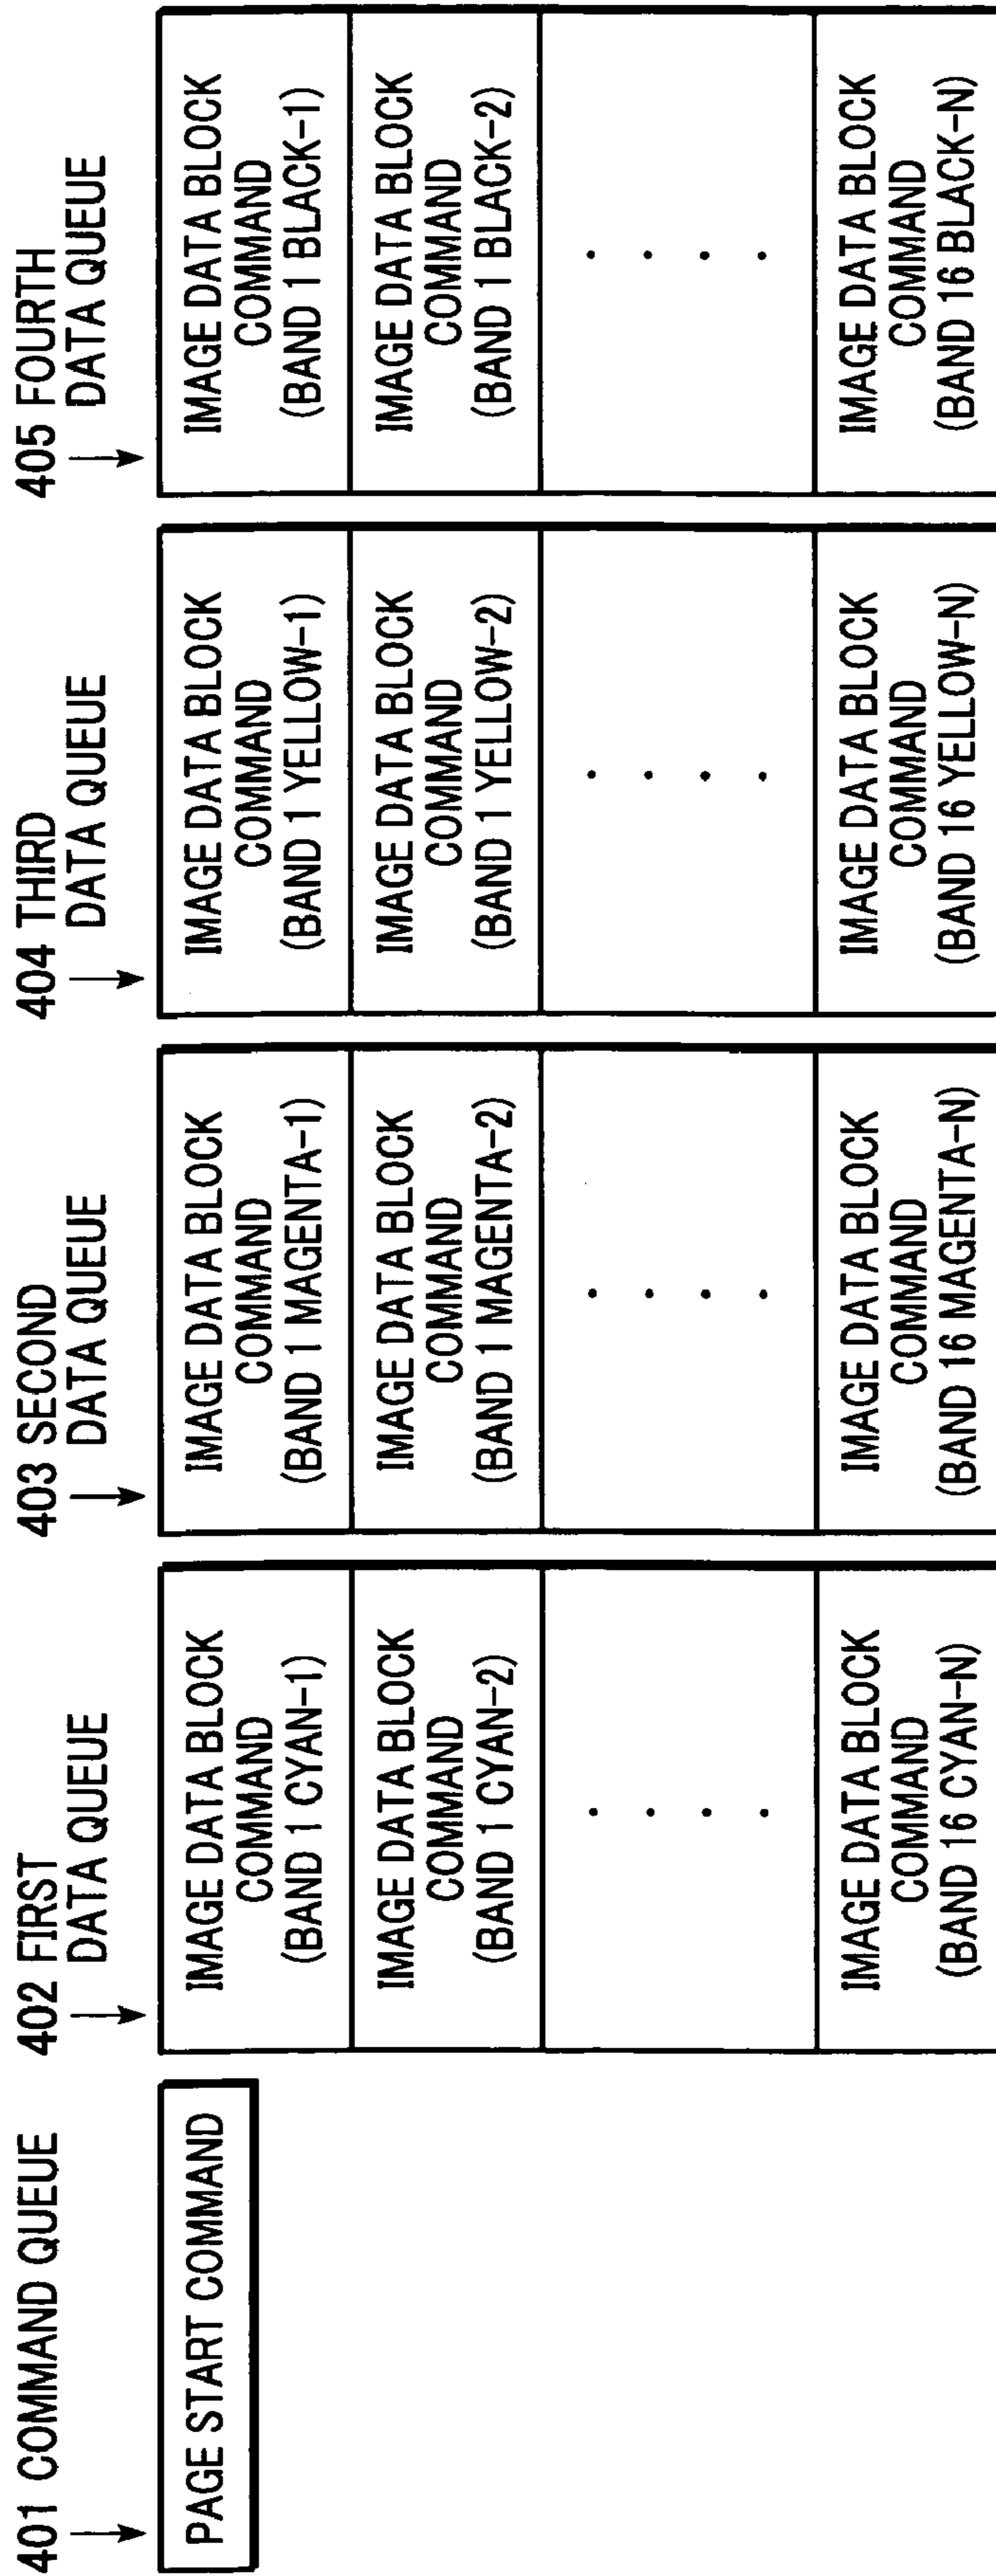 401 COMMAND QUEUE
PAGE START COMMAND
402 FIRST
DATA QUEUE
IMAGE DATA BLOCK
COMMAND
(BAND 1 CYAN-1)
IMAGE DATA BLOCK
COMMAND
(BAND 1 CYAN-2)
IMAGE DATA BLOCK
COMMAND
(BAND 16 CYAN-N)
403 SECOND
DATA QUEUE
IMAGE DATA BLOCK
COMMAND
(BAND 1 MAGENTA-1)
IMAGE DATA BLOCK
COMMAND
(BAND 1 MAGENTA-2)
IMAGE DATA BLOCK
COMMAND
(BAND 16 MAGENTA-N)
404 THIRD
DATA QUEUE
IMAGE DATA BLOCK
COMMAND
(BAND 1 YELLOW-1)
IMAGE DATA BLOCK
COMMAND
(BAND 1 YELLOW-2)
IMAGE DATA BLOCK
COMMAND
(BAND 16 YELLOW-N)
405 FOURTH
DATA QUEUE
IMAGE DATA BLOCK
COMMAND
(BAND 1 BLACK-1)
IMAGE DATA BLOCK
COMMAND
(BAND 1 BLACK-2)
IMAGE DATA BLOCK
COMMAND
(BAND 16 BLACK-N)